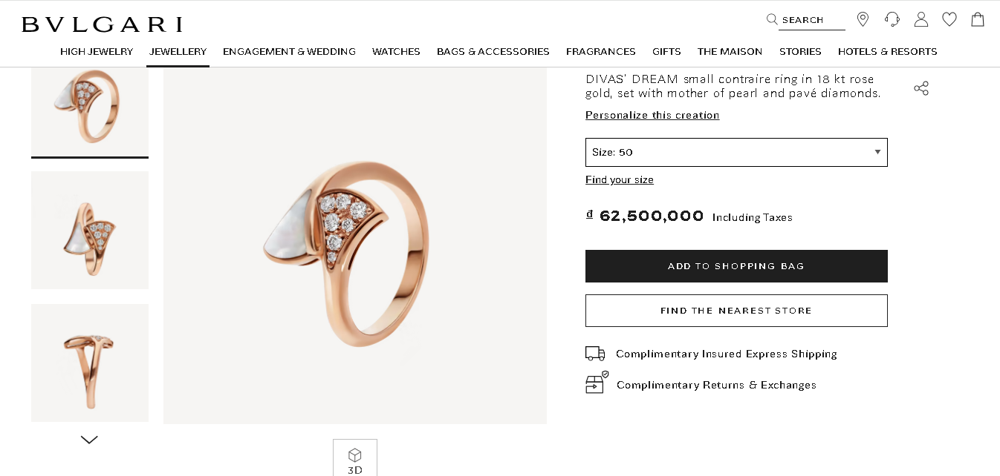 BVLGARI
SEARCH
HIGH JEWELRY JEWELLERY ENGAGEMENT & WEDDING WATCHES BAGS & ACCESSORIES FRAGRANCES GIFTS THE MAISON STORIES HOTELS & RESORTS
DIVAS' DREAM small contraire ring in 18 kt rose
gold, set with mother of pearl and pavé diamonds.
Personalize this creation
Size: 50
Find your size
₫ 62,500,000 Including Taxes
ADD TO SHOPPING BAG
FIND THE NEAREST STORE
Complimentary Insured Express Shipping
Complimentary Returns & Exchanges
3D